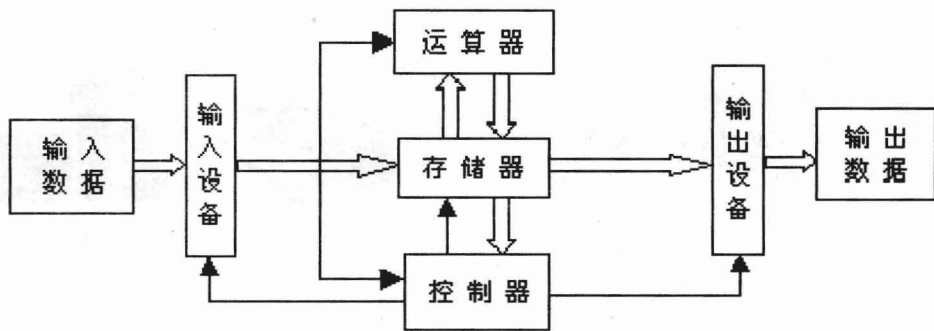 运算器
输入
数据
输入设备
存储器
输出设备
输出
数据
控制器